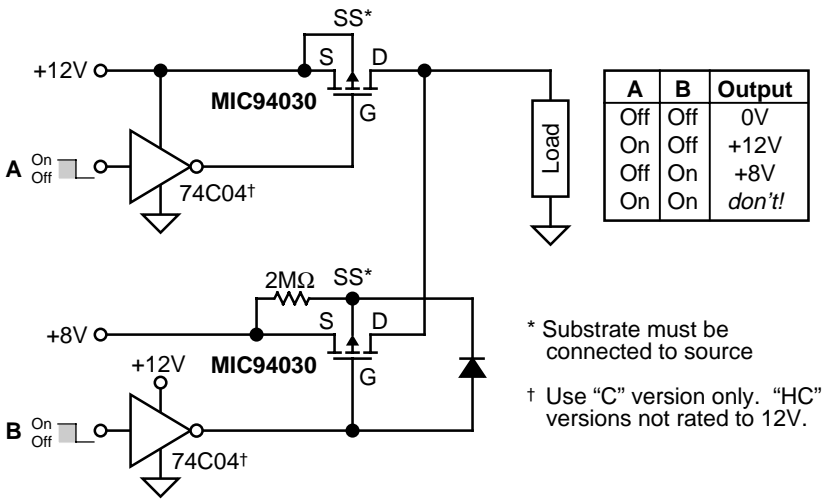 SS*
S D
+12V
MIC94030
G
A On
Off
74C04†
Load
A B Output
Off Off 0V
On Off +12V
Off On +8V
On On don't!
2MΩ SS*
S D
+8V
+12V MIC94030
G
B On
Off
74C04†
* Substrate must be
connected to source
† Use “C” version only. “HC”
versions not rated to 12V.